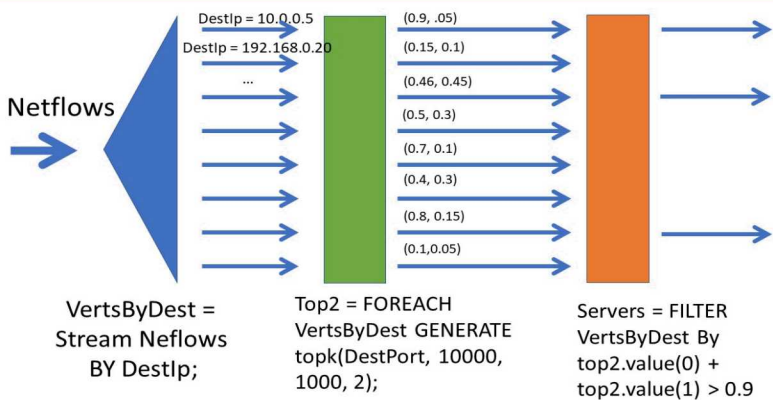 DestIp = 10.0.0.5
DestIp = 192.168.0.20
...
Netflows
(0.9, .05)
(0.15, 0.1)
(0.46, 0.45)
(0.5, 0.3)
(0.7, 0.1)
(0.4, 0.3)
(0.8, 0.15)
(0.1,0.05)
VertsByDest =
Stream Neflows
BY DestIp;
Top2 = FOREACH
VertsByDest GENERATE
topk(DestPort, 10000,
1000, 2);
Servers = FILTER
VertsByDest By
top2.value(0) +
top2.value(1) > 0.9